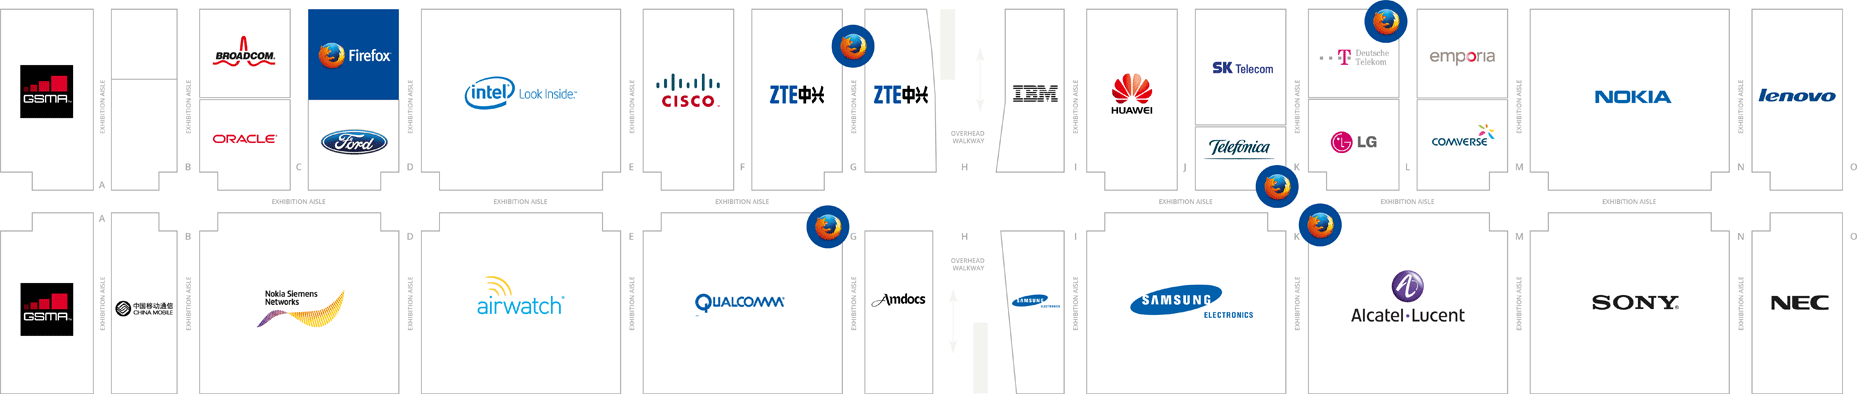 GSMA™
EXHIBITION AISLE
A
EXHIBITION AISLE
B
BROADCOM.
ORACLE
C
Firefox
Ford
EXHIBITION AISLE
D
intel Look Inside.™
EXHIBITION AISLE
E
CISCO
F
ZTE中兴
EXHIBITION AISLE
G
ZTE中兴
OVERHEAD
WALKWAY
H
IBM
EXHIBITION AISLE
I
HUAWEI
J
SK Telecom
Telefónica
EXHIBITION AISLE
K
T Deutsche
Telekom
LG
L
emporia
COMVERSE
EXHIBITION AISLE
M
NOKIA
EXHIBITION AISLE
N
lenovo
O
EXHIBITION AISLE
EXHIBITION AISLE
EXHIBITION AISLE
EXHIBITION AISLE
EXHIBITION AISLE
EXHIBITION AISLE
GSMA™
A
EXHIBITION AISLE
中国移动通信
CHINA MOBILE
B
EXHIBITION AISLE
Nokia Siemens
Networks
D
EXHIBITION AISLE
airwatch®
E
EXHIBITION AISLE
QUALCOMM®
G
EXHIBITION AISLE
Amdocs
H
OVERHEAD
WALKWAY
SAMSUNG
ELECTRONICS
I
EXHIBITION AISLE
SAMSUNG
ELECTRONICS
K
EXHIBITION AISLE
Alcatel·Lucent
M
EXHIBITION AISLE
SONY®
N
EXHIBITION AISLE
NEC
O